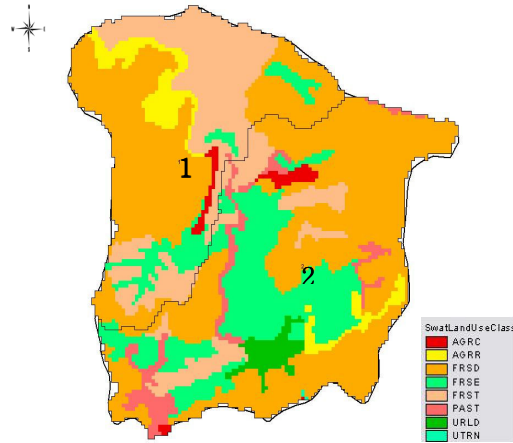 N
1
2
SwatLandUseClass
AGRC
AGRR
FRSD
FRSE
FRST
PAST
URLD
UTRN